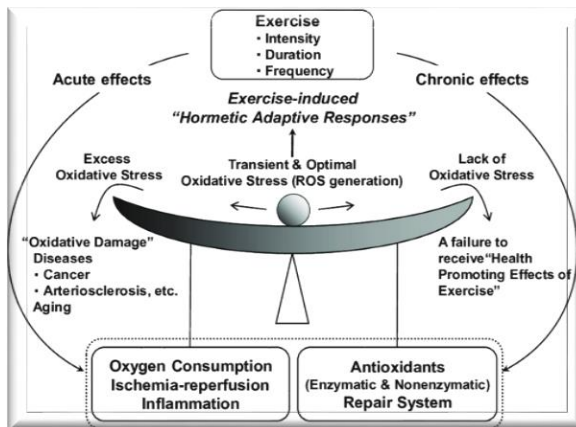 Exercise
· Intensity
· Duration
· Frequency
Acute effects
Chronic effects
Exercise-induced
"Hormetic Adaptive Responses"
Excess
Oxidative Stress
Transient & Optimal
Oxidative Stress (ROS generation)
Lack of
Oxidative Stress
"Oxidative Damage"
Diseases
· Cancer
· Arteriosclerosis, etc.
Aging
A failure to
receive"Health
Promoting Effects of
Exercise"
Oxygen Consumption
Ischemia-reperfusion
Inflammation
Antioxidants
(Enzymatic & Nonenzymatic)
Repair System